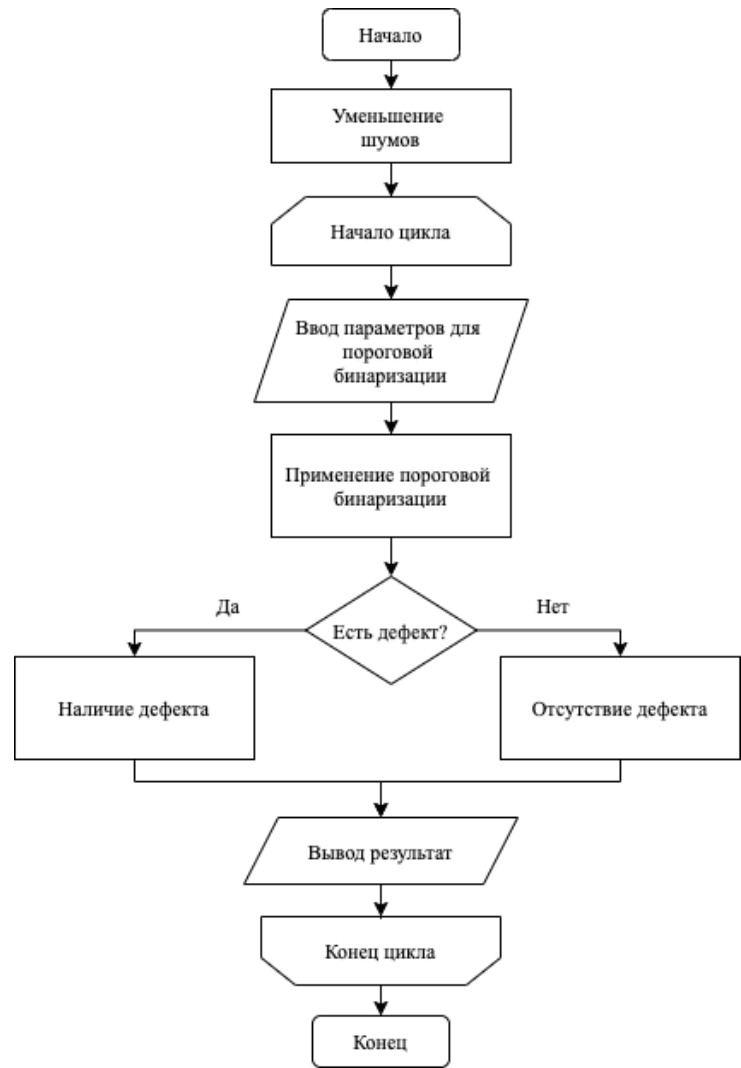 Начало
Уменьшение
шумов
Начало цикла
Ввод параметров для
пороговой
бинаризации
Применение пороговой
бинаризации
Да
Нет
Есть дефект?
Наличие дефекта
Отсутствие дефекта
Вывод результат
Конец цикла
Конец